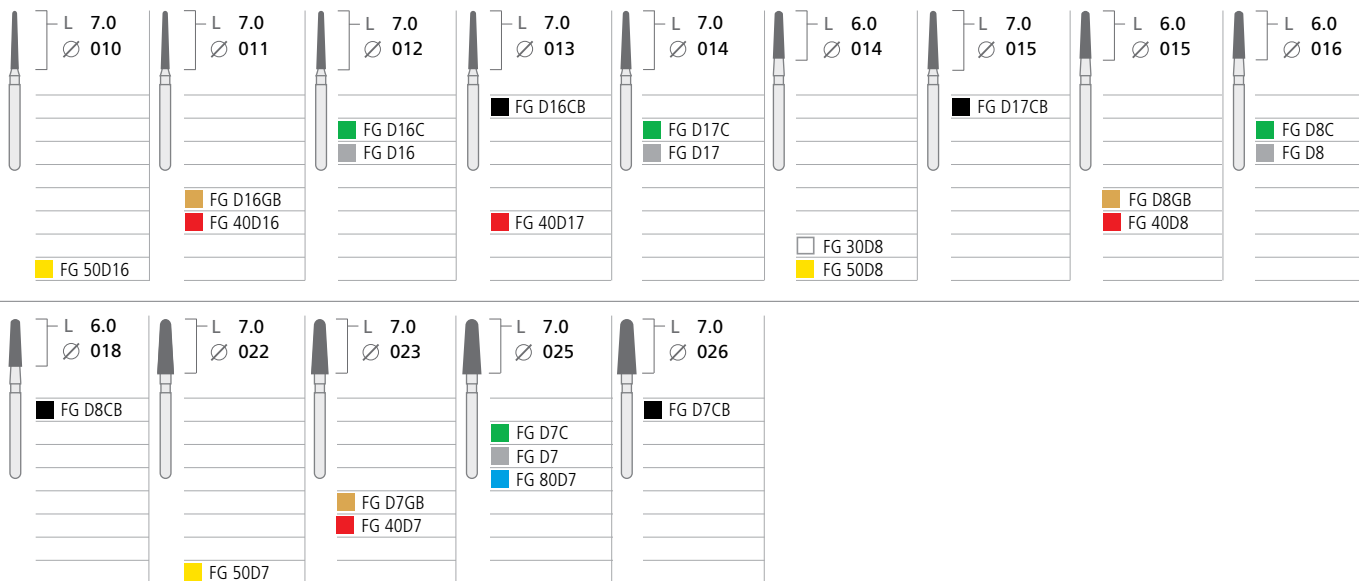 L 7.0
Ø 010
FG 50D16
L 7.0
Ø 011
FG D16GB
FG 40D16
L 7.0
Ø 012
FG D16C
FG D16
L 7.0
Ø 013
FG D16CB
FG 40D17
L 7.0
Ø 014
FG D17C
FG D17
L 6.0
Ø 014
FG 30D8
FG 50D8
L 7.0
Ø 015
FG D17CB
L 6.0
Ø 015
FG D8GB
FG 40D8
L 6.0
Ø 016
FG D8C
FG D8
L 6.0
Ø 018
FG D8CB
L 7.0
Ø 022
FG 50D7
L 7.0
Ø 023
FG D7GB
FG 40D7
L 7.0
Ø 025
FG D7C
FG D7
FG 80D7
L 7.0
Ø 026
FG D7CB